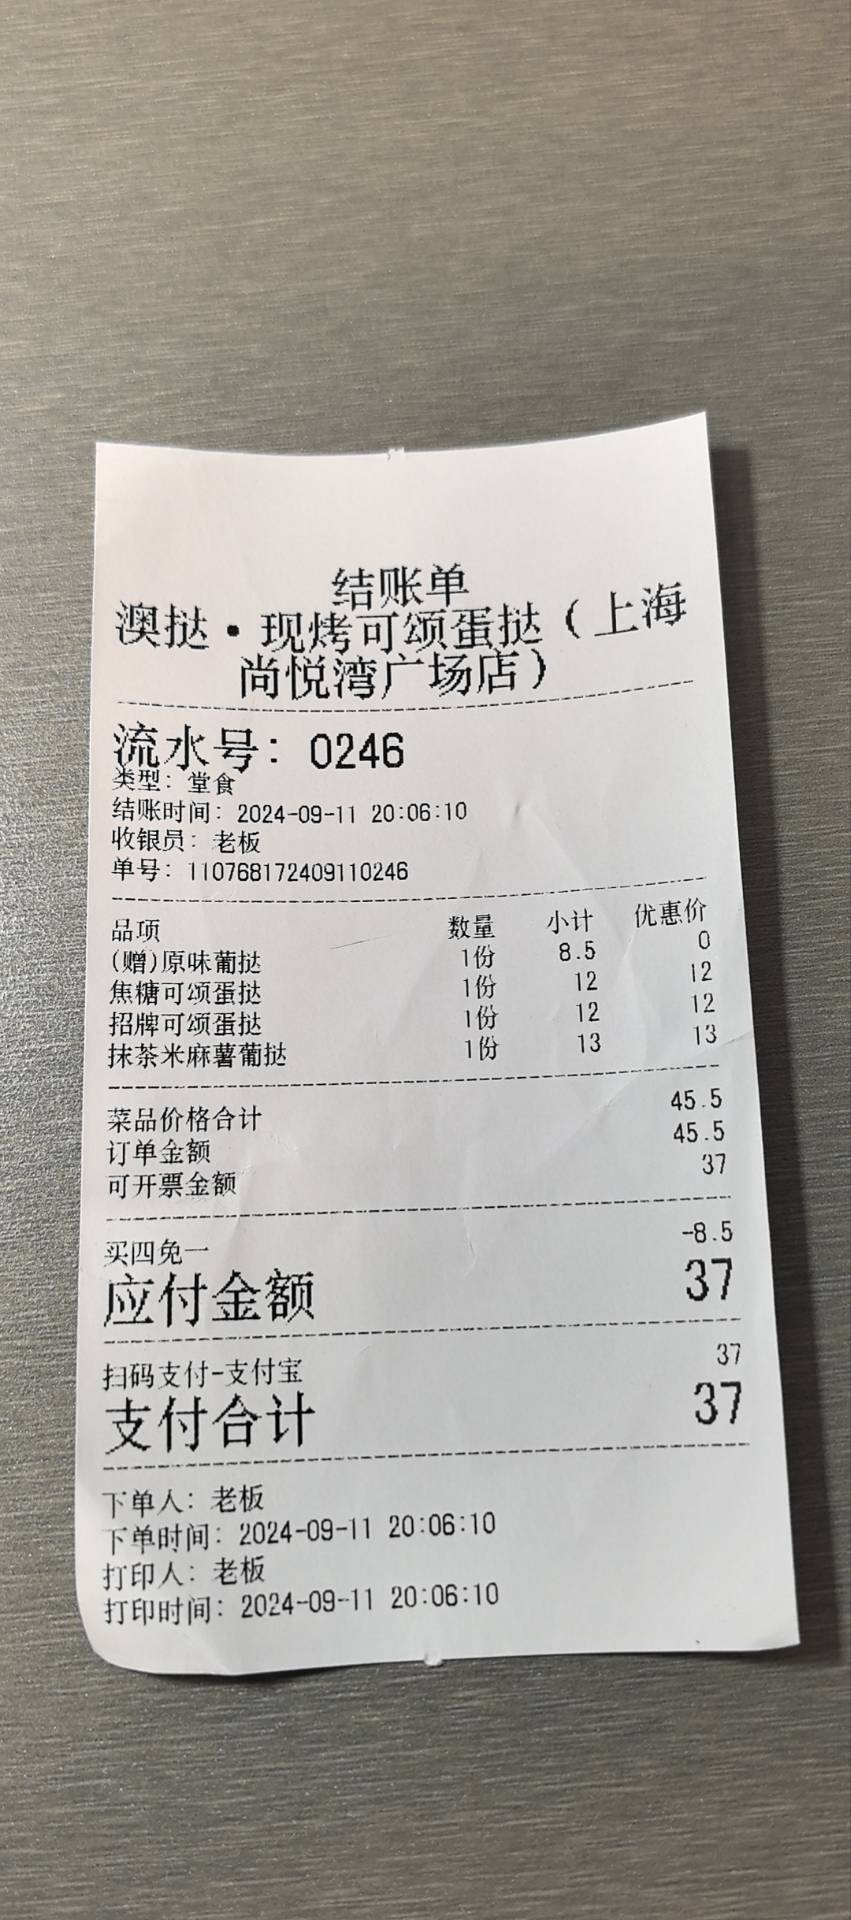 结账单
澳挞·现烤可颂蛋挞（上海
尚悦湾广场店）
流水号：0246
类型：堂食
结账时间：2024-09-11 20:06:10
收银员：老板
单号：110768172409110246
品项 数量 小计 优惠价
(赠)原味葡挞 1份 8.5 0
焦糖可颂蛋挞 1份 12 12
招牌可颂蛋挞 1份 12 12
抹茶米麻薯葡挞 1份 13 13
菜品价格合计 45.5
订单金额 45.5
可开票金额 37
买四免一 -8.5
应付金额 37
扫码支付-支付宝 37
支付合计 37
下单人：老板
下单时间：2024-09-11 20:06:10
打印人：老板
打印时间：2024-09-11 20:06:10